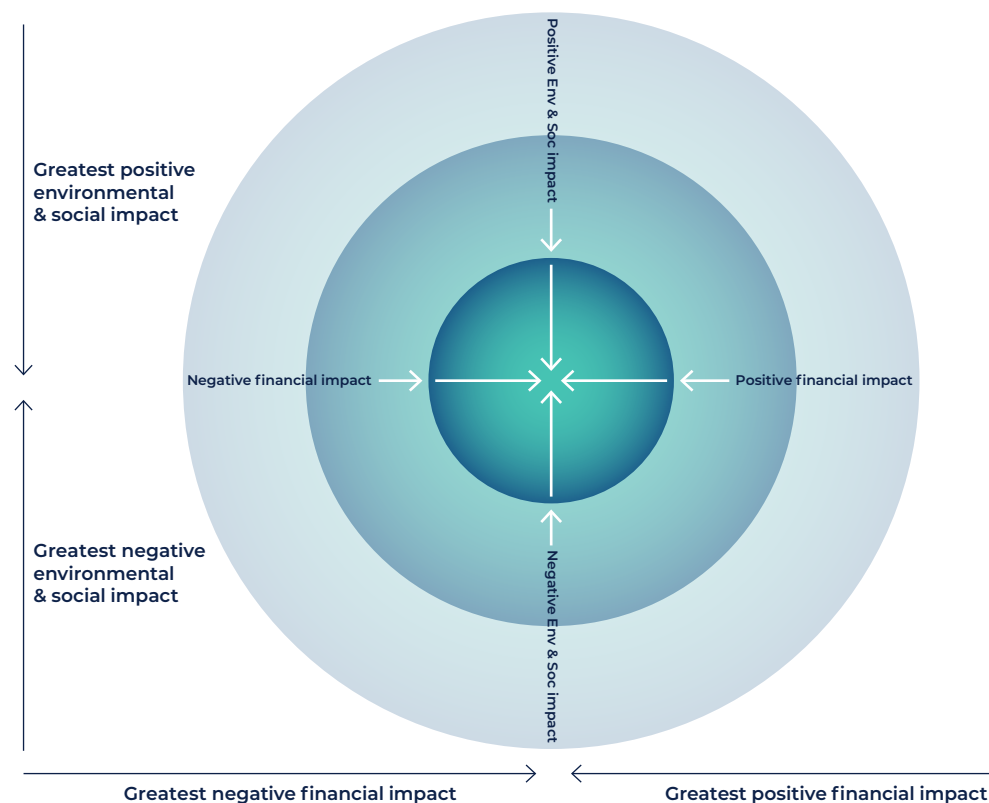 Positive Env & Soc impact
Greatest positive
environmental
& social impact
Negative financial impact
Positive financial impact
Greatest negative
environmental
& social impact
Negative Env & Soc impact
Greatest negative financial impact
Greatest positive financial impact